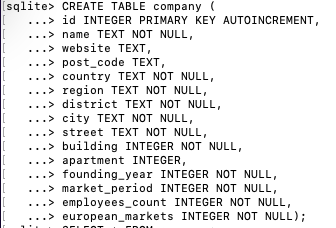 sqlite> CREATE TABLE company (
...> id INTEGER PRIMARY KEY AUTOINCREMENT,
...> name TEXT NOT NULL,
...> website TEXT,
...> post_code TEXT,
...> country TEXT NOT NULL,
...> region TEXT NOT NULL,
...> district TEXT NOT NULL,
...> city TEXT NOT NULL,
...> street TEXT NOT NULL,
...> building INTEGER NOT NULL,
...> apartment INTEGER,
...> founding_year INTEGER NOT NULL,
...> market_period INTEGER NOT NULL,
...> employees_count INTEGER NOT NULL,
...> european_markets INTEGER NOT NULL);